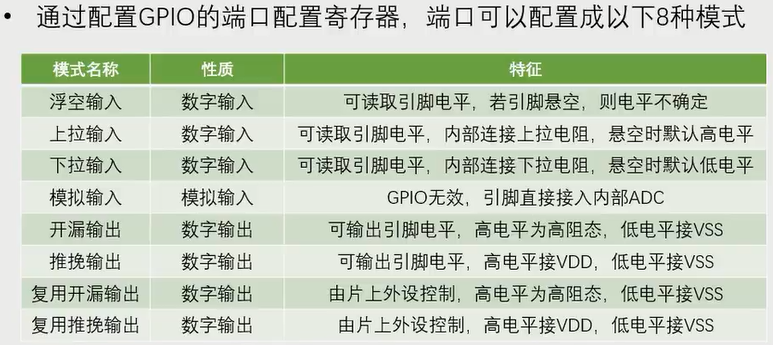 • 通过配置GPIO的端口配置寄存器，端口可以配置成以下8种模式
模式名称 性质 特征
浮空输入 数字输入 可读取引脚电平，若引脚悬空，则电平不确定
上拉输入 数字输入 可读取引脚电平，内部连接上拉电阻，悬空时默认高电平
下拉输入 数字输入 可读取引脚电平，内部连接下拉电阻，悬空时默认低电平
模拟输入 模拟输入 GPIO无效，引脚直接接入内部ADC
开漏输出 数字输出 可输出引脚电平，高电平为高阻态，低电平接VSS
推挽输出 数字输出 可输出引脚电平，高电平接VDD，低电平接VSS
复用开漏输出 数字输出 由片上外设控制，高电平为高阻态，低电平接VSS
复用推挽输出 数字输出 由片上外设控制，高电平接VDD，低电平接VSS